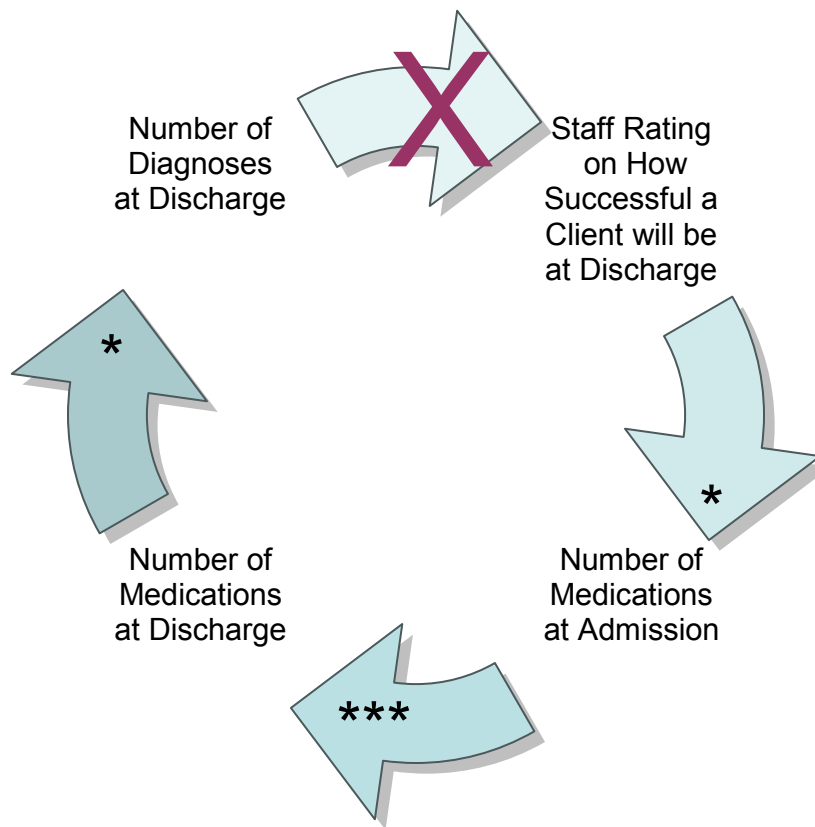 Number of
Diagnoses
at Discharge
X
Staff Rating
on How
Successful a
Client will be
at Discharge
*
*
Number of
Medications
at Discharge
Number of
Medications
at Admission
***